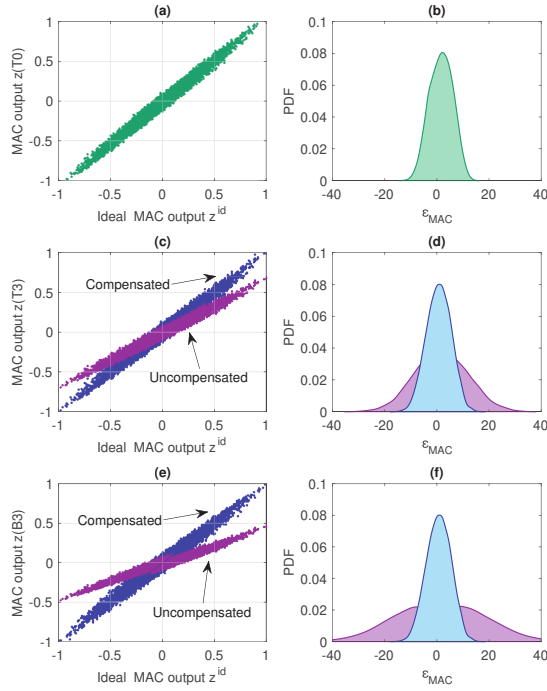 (a)
MAC output z(T0)
1
0.5
0
-0.5
-1
-1 -0.5 0 0.5 1
Ideal MAC output z^id
(b)
PDF
0.1
0.08
0.06
0.04
0.02
0
-40 -20 0 20 40
ε_MAC
(c)
MAC output z(T3)
1
0.5
0
-0.5
-1
Compensated
Uncompensated
-1 -0.5 0 0.5 1
Ideal MAC output z^id
(d)
PDF
0.1
0.08
0.06
0.04
0.02
0
-40 -20 0 20 40
ε_MAC
(e)
MAC output z(B3)
1
0.5
0
-0.5
-1
Compensated
Uncompensated
-1 -0.5 0 0.5 1
Ideal MAC output z^id
(f)
PDF
0.1
0.08
0.06
0.04
0.02
0
-40 -20 0 20 40
ε_MAC